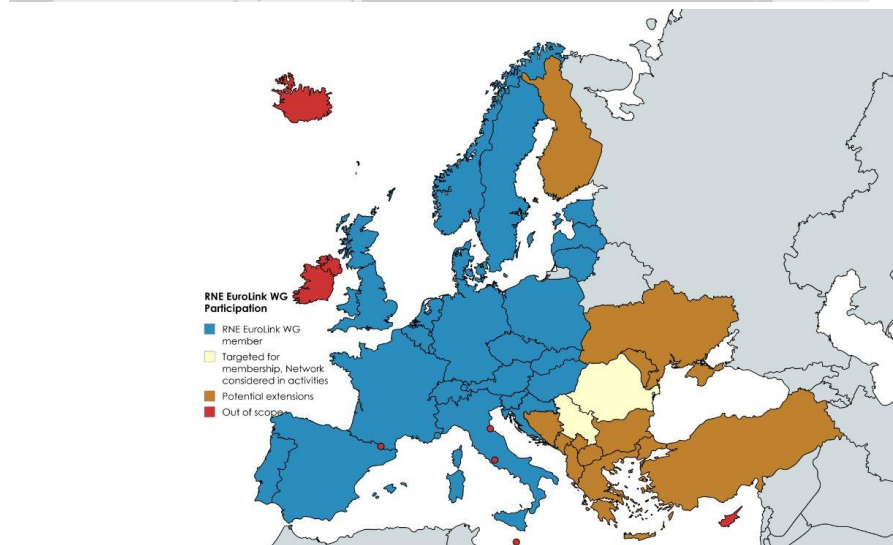 RNE EuroLink WG
Participation
RNE EuroLink WG
member
Targeted for
membership, Network
considered in activities
Potential extensions
Out of scope